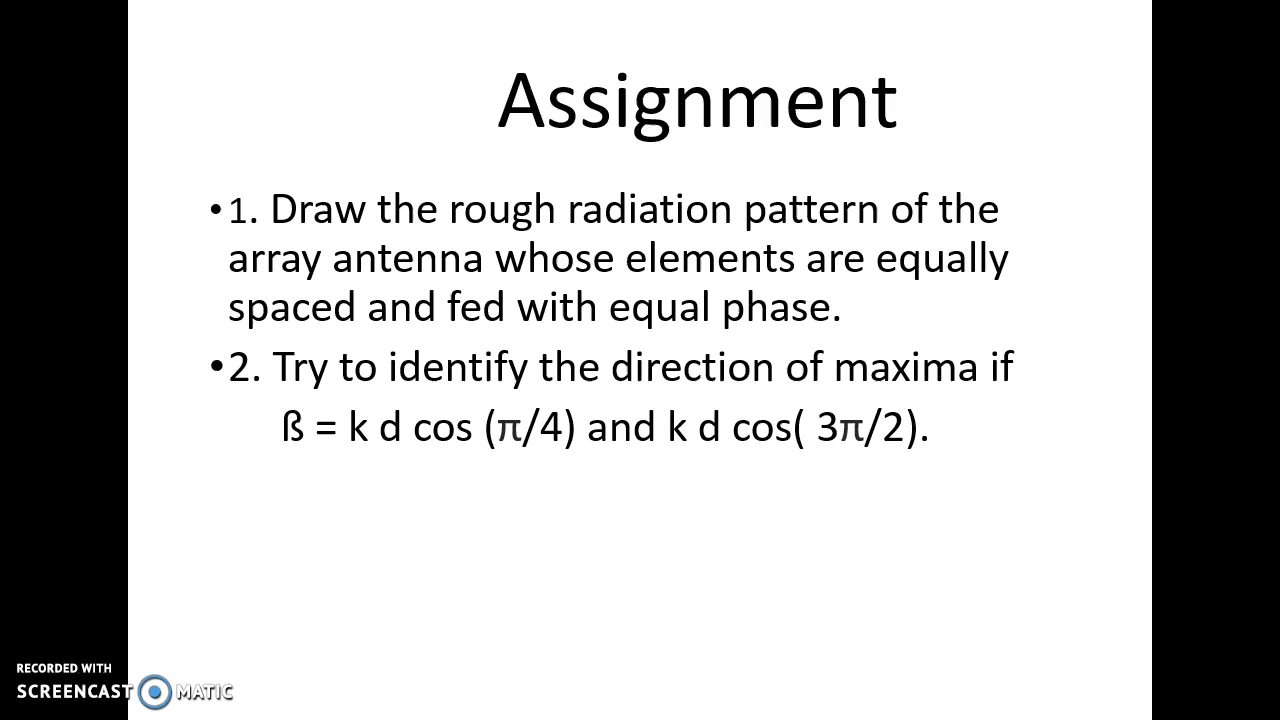 Assignment
• 1. Draw the rough radiation pattern of the
array antenna whose elements are equally
spaced and fed with equal phase.
• 2. Try to identify the direction of maxima if
ß = k d cos (π/4) and k d cos( 3π/2).
RECORDED WITH
SCREENCAST MATIC